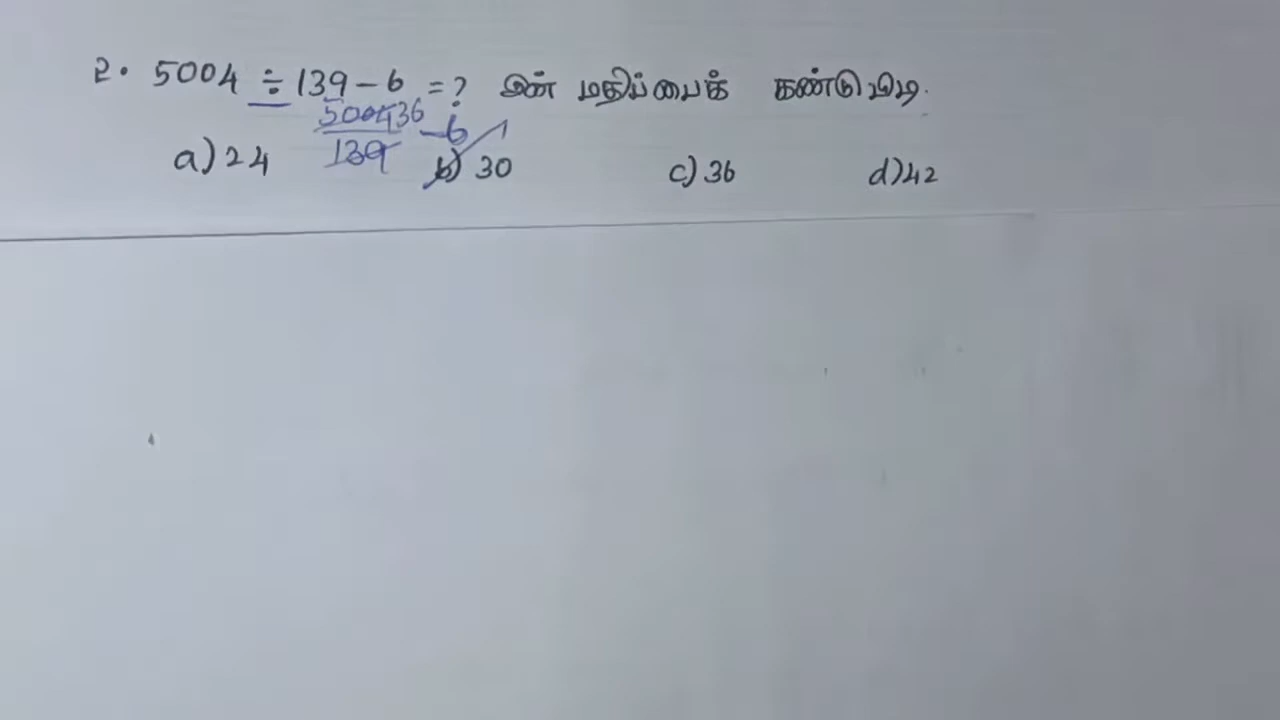 2. 5004 ÷ 139 - 6 = ? இன் மதிப்பைக் கண்டுபிடி.
5004 36
139 - 6
a) 24 b) 30 c) 36 d) 42